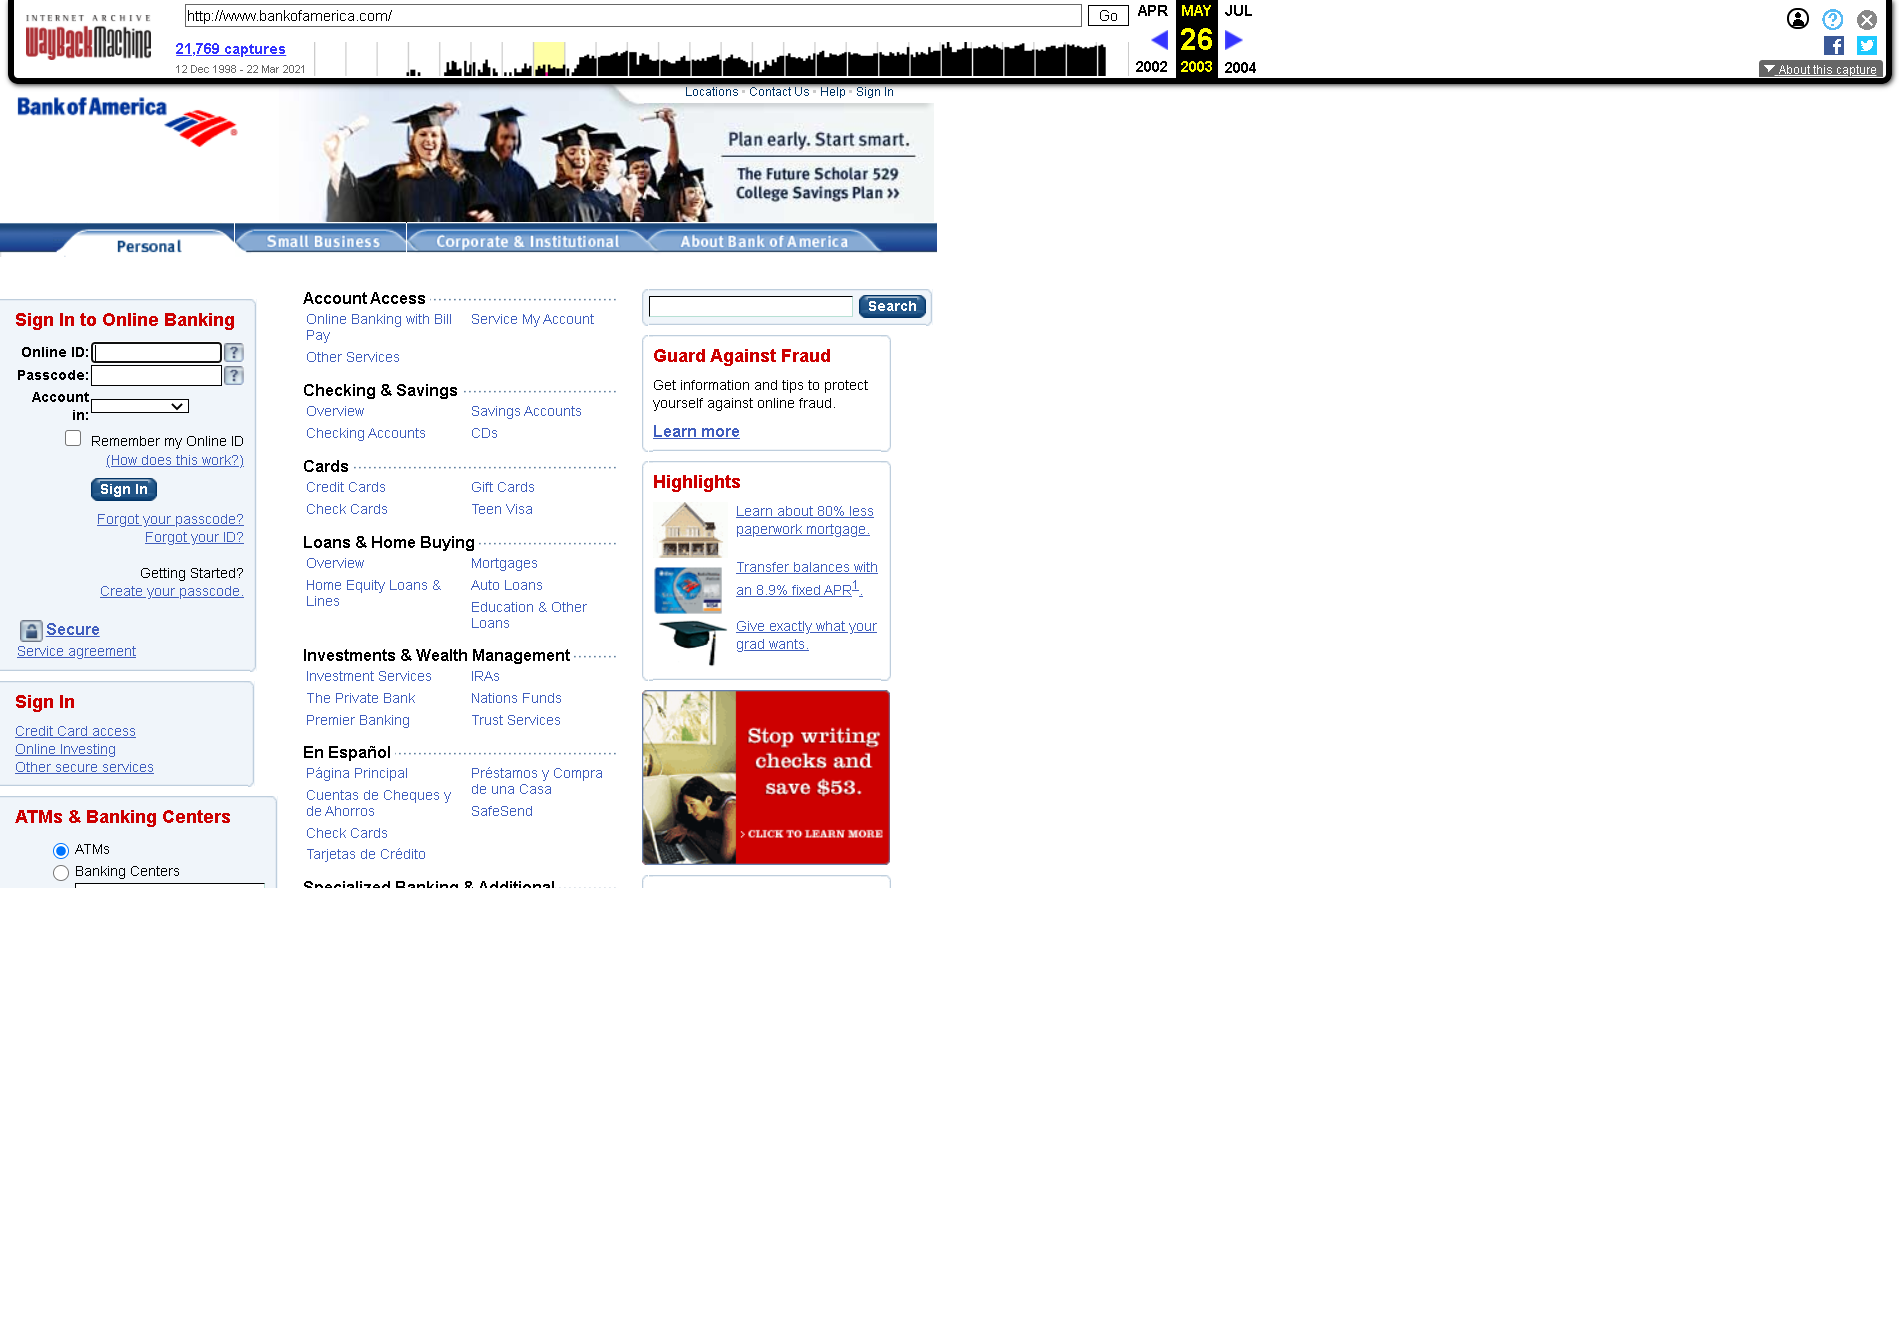 INTERNET ARCHIVE
WayBackMachine
http://www.bankofamerica.com/
Go
21,769 captures
12 Dec 1998 - 22 Mar 2021
APR MAY JUL
26
2002 2003 2004
About this capture
Bank of America
Locations · Contact Us · Help · Sign In
Plan early. Start smart.
The Future Scholar 529
College Savings Plan >>
Personal Small Business Corporate & Institutional About Bank of America
Sign In to Online Banking
Online ID: ?
Passcode: ?
Account
in:
Remember my Online ID
(How does this work?)
Sign In
Forgot your passcode?
Forgot your ID?
Getting Started?
Create your passcode.
Secure
Service agreement
Sign In
Credit Card access
Online Investing
Other secure services
ATMs & Banking Centers
ATMs
Banking Centers
Account Access
Online Banking with Bill
Pay
Service My Account
Other Services
Checking & Savings
Overview Savings Accounts
Checking Accounts CDs
Cards
Credit Cards Gift Cards
Check Cards Teen Visa
Loans & Home Buying
Overview Mortgages
Home Equity Loans &
Lines
Auto Loans
Education & Other
Loans
Investments & Wealth Management
Investment Services IRAs
The Private Bank Nations Funds
Premier Banking Trust Services
En Español
Página Principal
Préstamos y Compra
de una Casa
Cuentas de Cheques y
de Ahorros
SafeSend
Check Cards
Tarjetas de Crédito
Specialized Banking & Additional
Search
Guard Against Fraud
Get information and tips to protect
yourself against online fraud.
Learn more
Highlights
Learn about 80% less
paperwork mortgage.
Transfer balances with
an 8.9% fixed APR1.
Give exactly what your
grad wants.
Stop writing
checks and
save $53.
> CLICK TO LEARN MORE